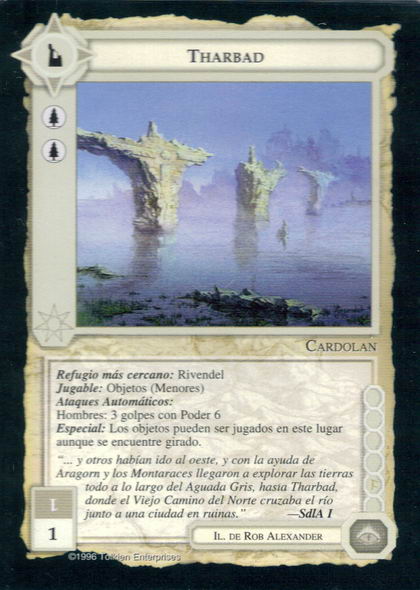 THARBAD
CARDOLAN
Refugio más cercano: Rivendel
Jugable: Objetos (Menores)
Ataques Automáticos:
Hombres: 3 golpes con Poder 6
Especial: Los objetos pueden ser jugados en este lugar
aunque se encuentre girado.
"... y otros habían ido al oeste, y con la ayuda de
Aragorn y los Montaraces llegaron a explorar las tierras
todo a lo largo del Aguada Gris, hasia Tharbad,
donde el Viejo Camino del Norte cruzaba el río
junto a una ciudad en ruinas." —SdlA I
1
1
IL. DE ROB ALEXANDER
©1996 Tolkien Enterprises